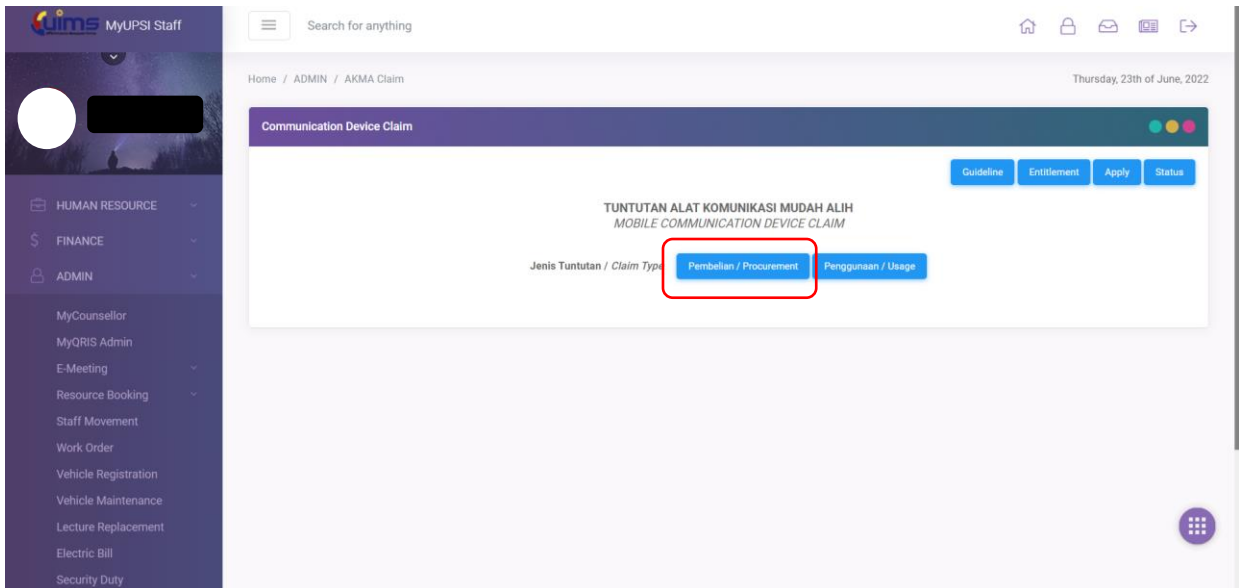 uims MyUPSI Staff
Search for anything
Home / ADMIN / AKMA Claim
Thursday, 23th of June, 2022
Communication Device Claim
Guideline
Entitlement
Apply
Status
TUNTUTAN ALAT KOMUNIKASI MUDAH ALIH
MOBILE COMMUNICATION DEVICE CLAIM
Jenis Tuntutan / Claim Type
Pembelian / Procurement
Penggunaan / Usage
HUMAN RESOURCE
FINANCE
ADMIN
MyCounsellor
MyQRIS Admin
E-Meeting
Resource Booking
Staff Movement
Work Order
Vehicle Registration
Vehicle Maintenance
Lecture Replacement
Electric Bill
Security Duty